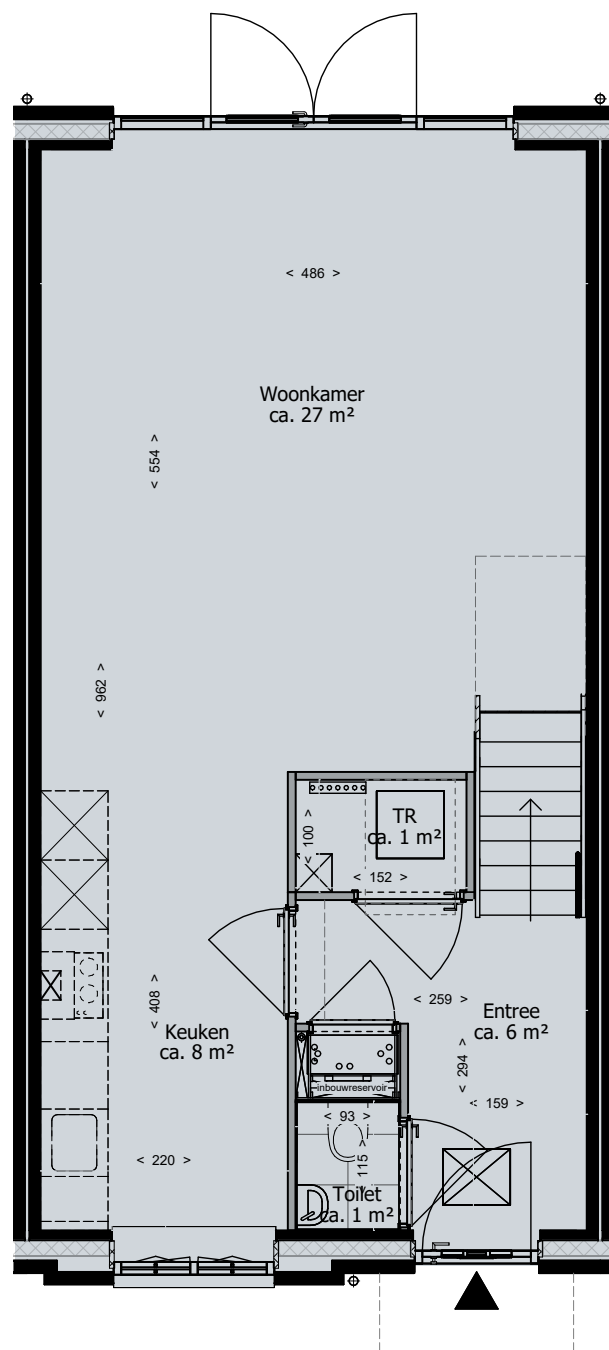 < 486 >
Woonkamer
ca. 27 m²
< 554 >
< 962 >
TR
ca. 1 m²
< 100 >
< 152 >
< 259 >
Entree
ca. 6 m²
< 408 >
Keuken
ca. 8 m²
< 294 >
inbouwreservoir
< 93 >
< 159 >
< 115 >
< 220 >
Toilet
ca. 1 m²